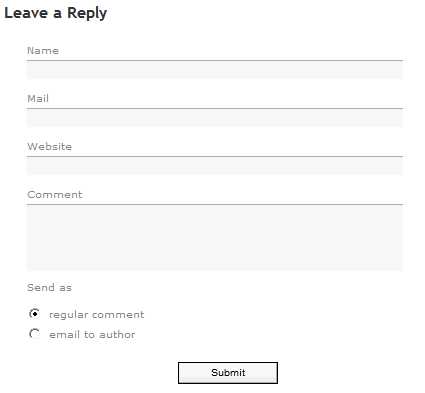 Leave a Reply
Name
Mail
Website
Comment
Send as
regular comment
email to author
Submit